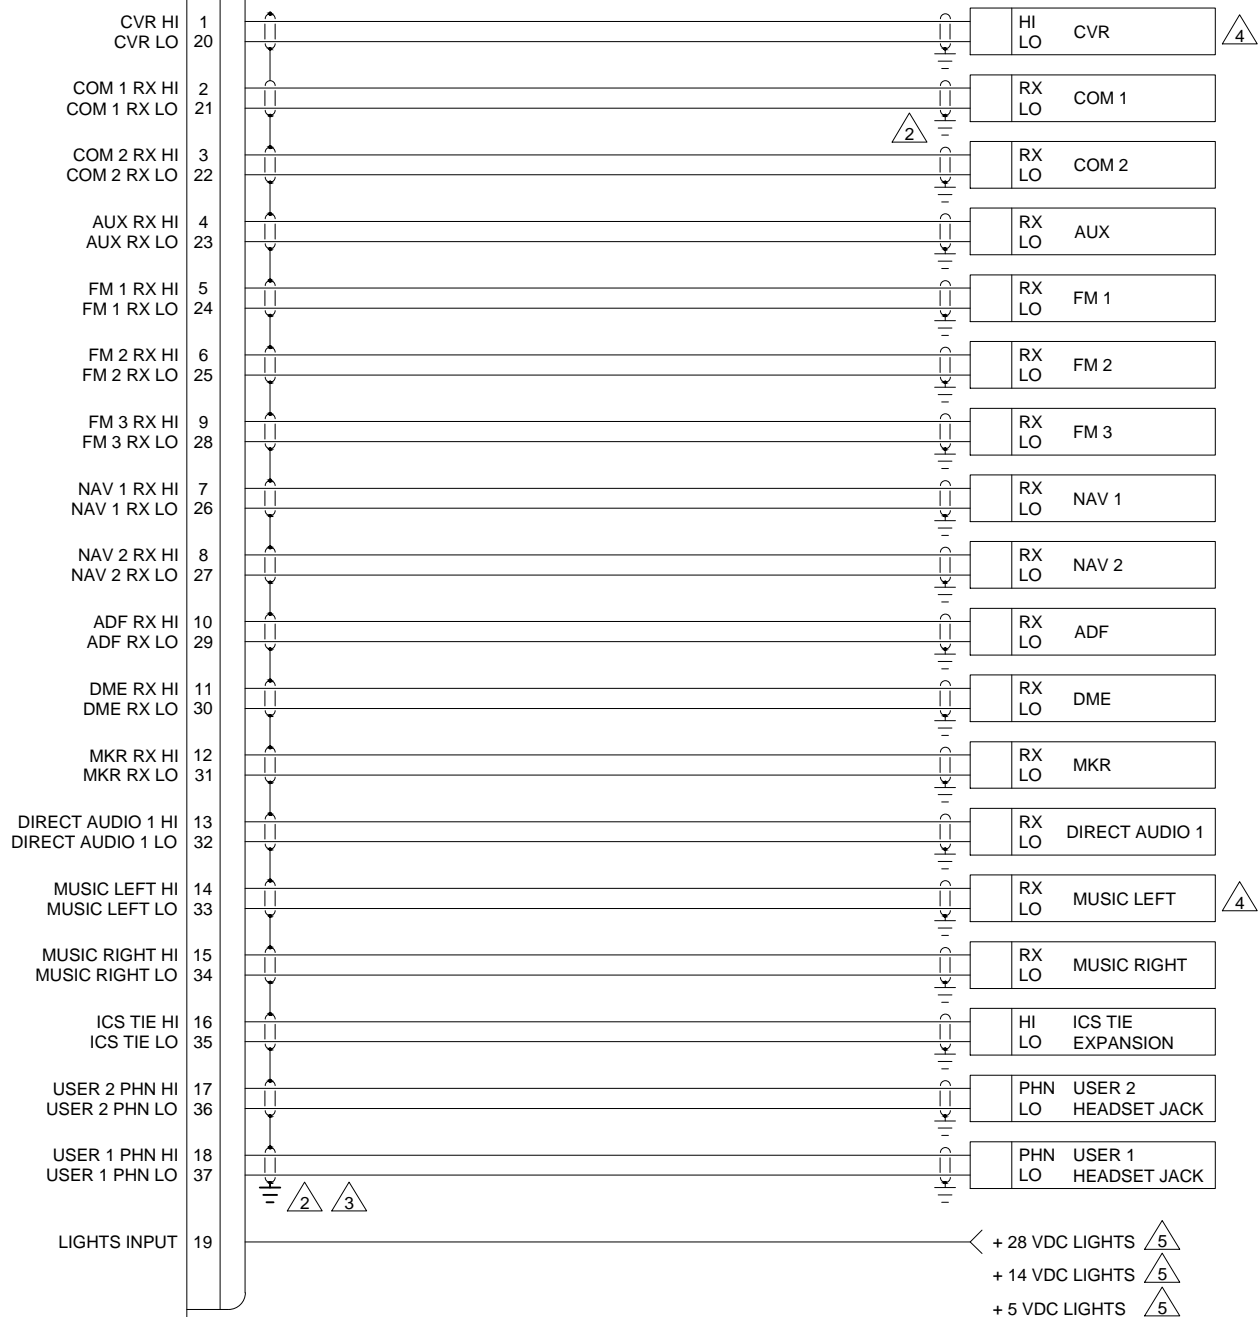 CVR HI 1 HI CVR 4
CVR LO 20 LO
COM 1 RX HI 2 RX COM 1
COM 1 RX LO 21 LO
2
COM 2 RX HI 3 RX COM 2
COM 2 RX LO 22 LO
AUX RX HI 4 RX AUX
AUX RX LO 23 LO
FM 1 RX HI 5 RX FM 1
FM 1 RX LO 24 LO
FM 2 RX HI 6 RX FM 2
FM 2 RX LO 25 LO
FM 3 RX HI 9 RX FM 3
FM 3 RX LO 28 LO
NAV 1 RX HI 7 RX NAV 1
NAV 1 RX LO 26 LO
NAV 2 RX HI 8 RX NAV 2
NAV 2 RX LO 27 LO
ADF RX HI 10 RX ADF
ADF RX LO 29 LO
DME RX HI 11 RX DME
DME RX LO 30 LO
MKR RX HI 12 RX MKR
MKR RX LO 31 LO
DIRECT AUDIO 1 HI 13 RX DIRECT AUDIO 1
DIRECT AUDIO 1 LO 32 LO
MUSIC LEFT HI 14 RX MUSIC LEFT 4
MUSIC LEFT LO 33 LO
MUSIC RIGHT HI 15 RX MUSIC RIGHT
MUSIC RIGHT LO 34 LO
ICS TIE HI 16 HI ICS TIE
ICS TIE LO 35 LO EXPANSION
USER 2 PHN HI 17 PHN USER 2
USER 2 PHN LO 36 LO HEADSET JACK
USER 1 PHN HI 18 PHN USER 1
USER 1 PHN LO 37 LO HEADSET JACK
2 3
LIGHTS INPUT 19 + 28 VDC LIGHTS 5
+ 14 VDC LIGHTS 5
+ 5 VDC LIGHTS 5